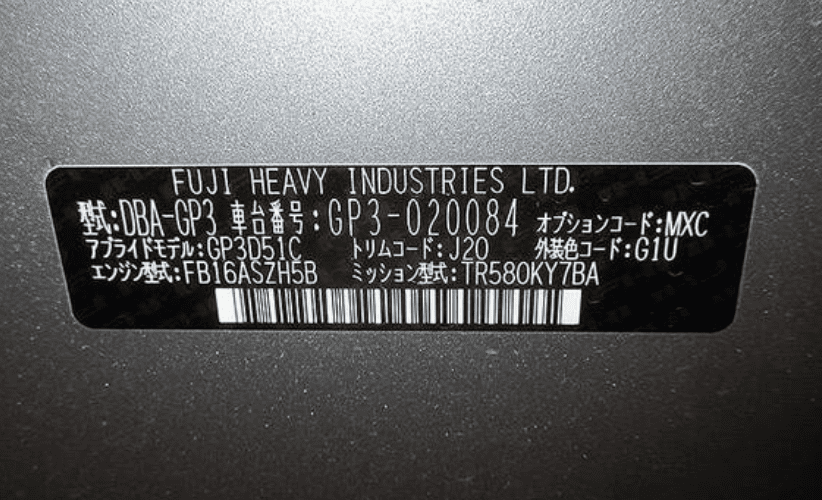 FUJI HEAVY INDUSTRIES LTD.
型式:DBA-GP3 車台番号:GP3-020084 オプションコード:MXC
アプライドモデル:GP3D51C トリムコード:J20 外装色コード:G1U
エンジン型式:FB16ASZH5B ミッション型式:TR580KY7BA